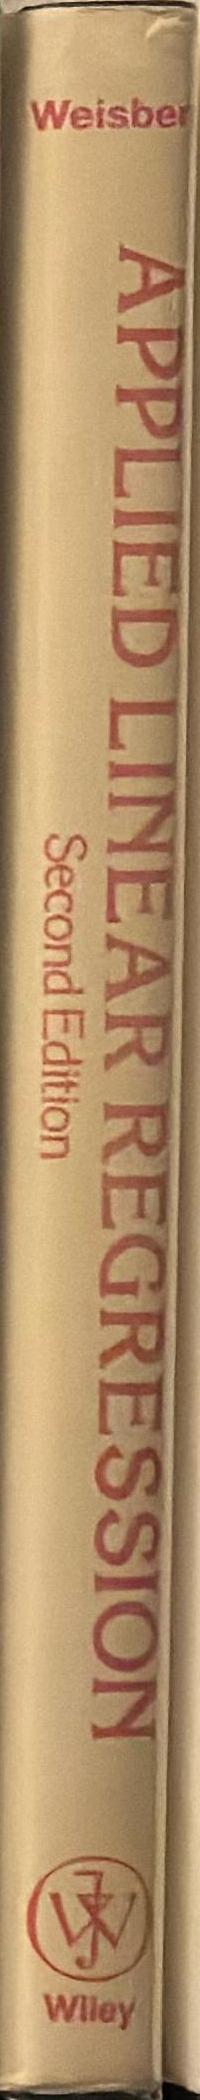 Weisber
APPLIED LINEAR REGRESSION
Second Edition
Wiley